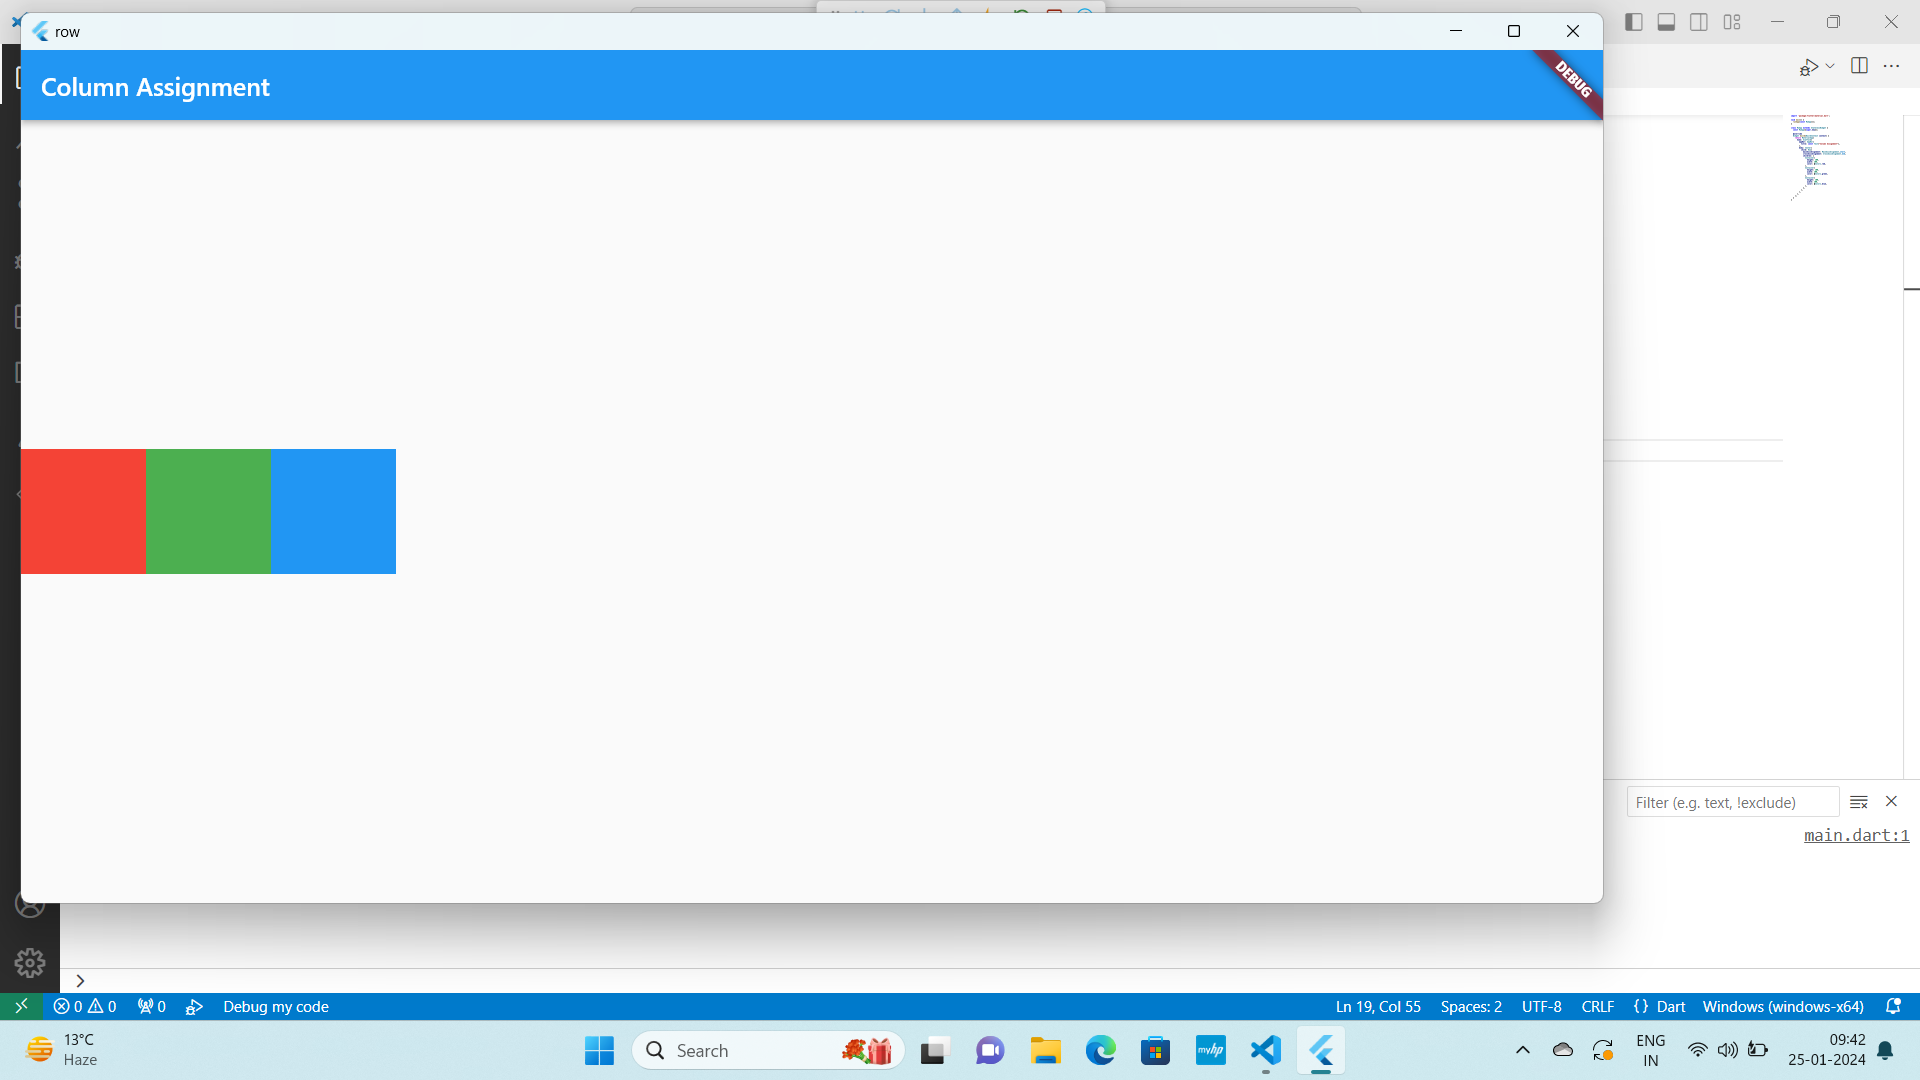 row
Column Assignment
DEBUG
Filter (e.g. text, !exclude)
main.dart:1
0 0 0 Debug my code
Ln 19, Col 55 Spaces: 2 UTF-8 CRLF {} Dart Windows (windows-x64)
13°C
Haze
Search
myhp
ENG
IN
09:42
25-01-2024